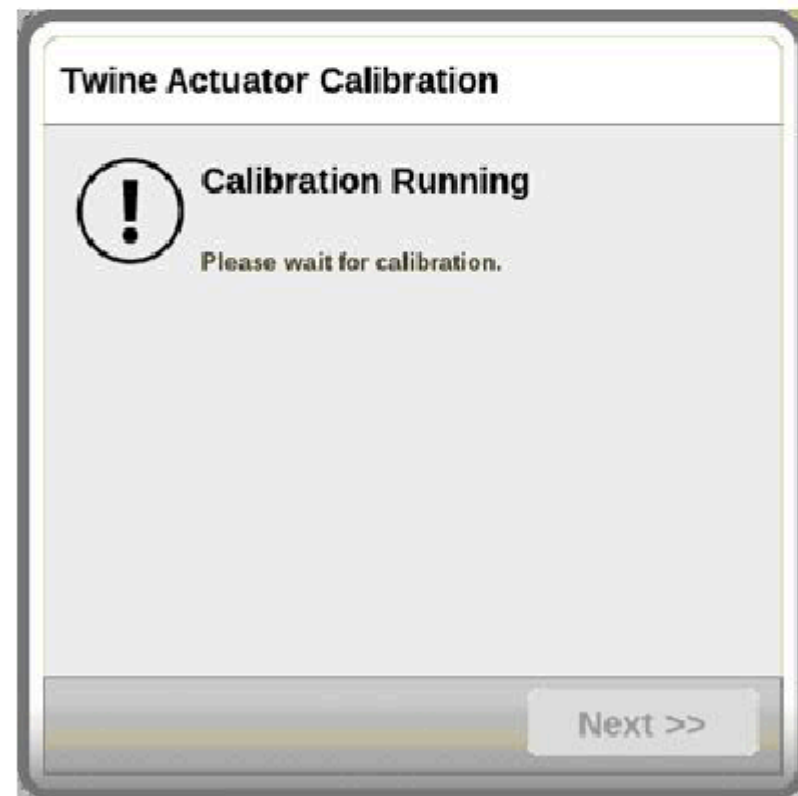 Twine Actuator Calibration
!
Calibration Running
Please wait for calibration.
Next >>